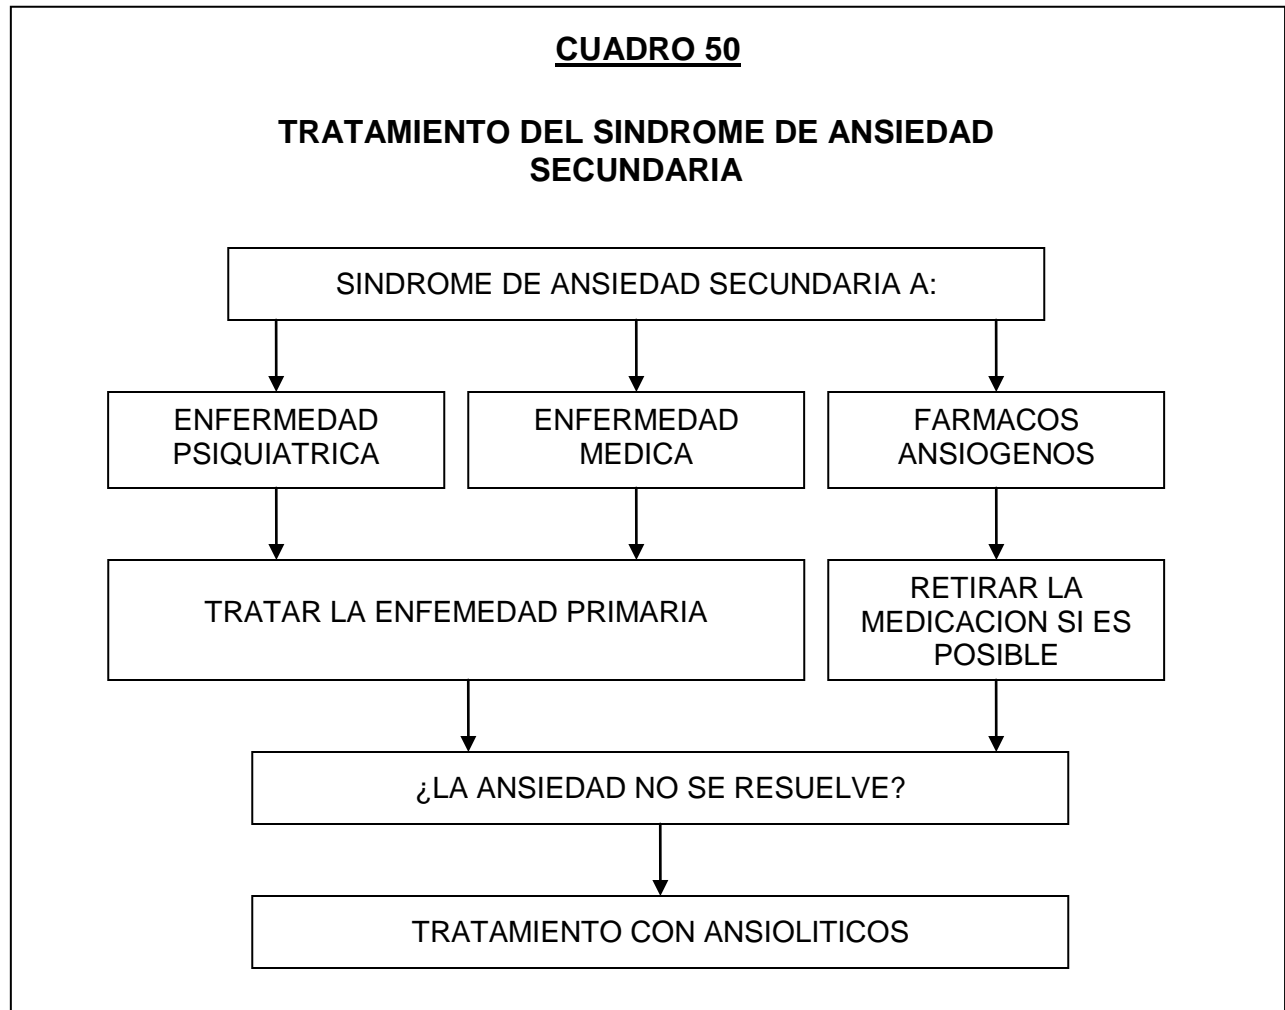 CUADRO 50
TRATAMIENTO DEL SINDROME DE ANSIEDAD
SECUNDARIA
SINDROME DE ANSIEDAD SECUNDARIA A:
ENFERMEDAD
PSIQUIATRICA
ENFERMEDAD
MEDICA
FARMACOS
ANSIOGENOS
TRATAR LA ENFEMEDAD PRIMARIA
RETIRAR LA
MEDICACION SI ES
POSIBLE
¿LA ANSIEDAD NO SE RESUELVE?
TRATAMIENTO CON ANSIOLITICOS